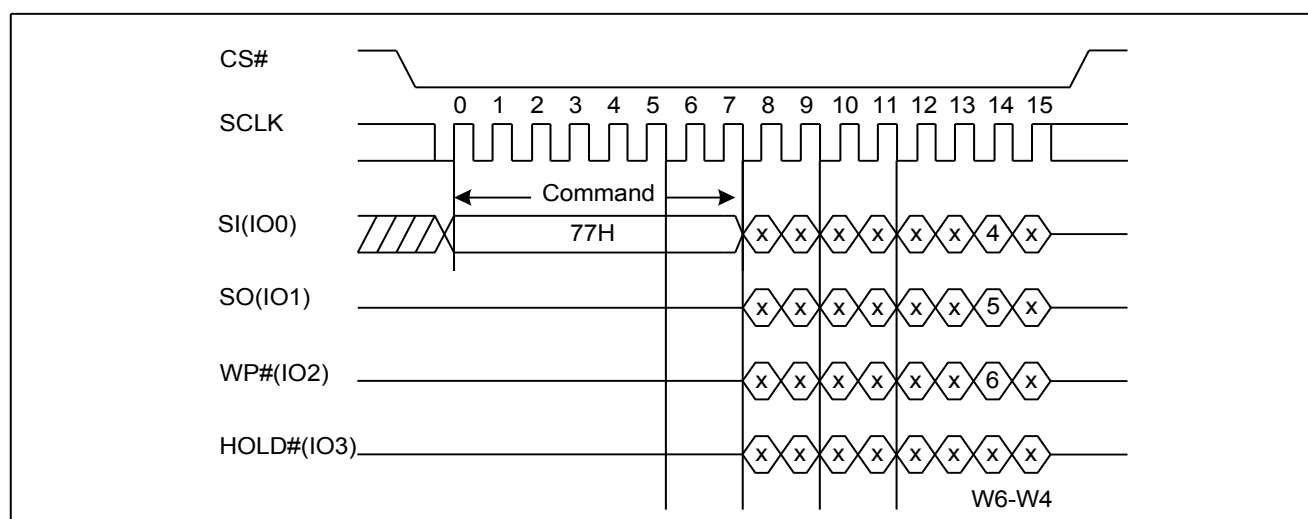 CS#
0 1 2 3 4 5 6 7 8 9 10 11 12 13 14 15
SCLK
Command
SI(IO0) 77H x x x x x x 4 x
SO(IO1) x x x x x x 5 x
WP#(IO2) x x x x x x 6 x
HOLD#(IO3) x x x x x x x x
W6-W4